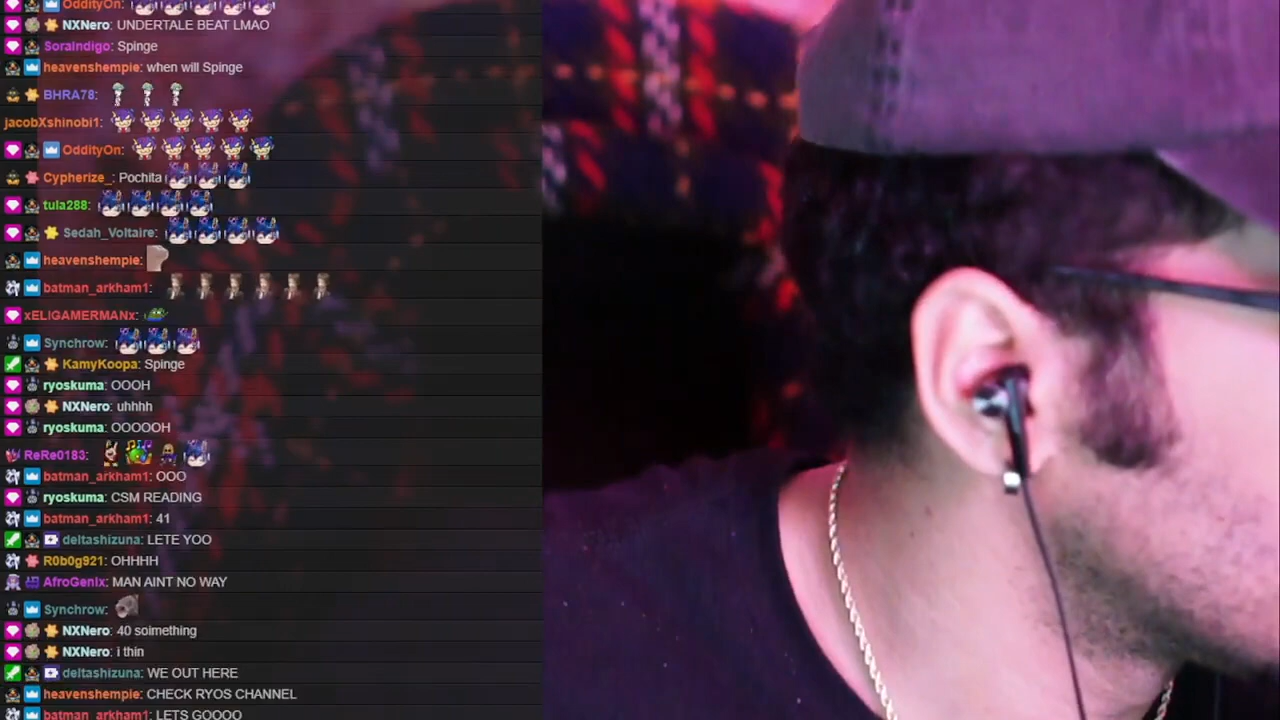 OddityOn:
NXNero: UNDERTALE BEAT LMAO
SoraIndigo: Spinge
heavenshempie: when will Spinge
BHRA78:
jacobXshinobi1:
OddityOn:
Cypherize_: Pochita
tula288:
Sedah_Voltaire:
heavenshempie:
batman_arkham1:
xELIGAMERMANx:
Synchrow:
KamyKoopa: Spinge
ryoskuma: OOOH
NXNero: uhhhh
ryoskuma: OOOOOH
ReRe0183:
batman_arkham1: OOO
ryoskuma: CSM READING
batman_arkham1: 41
deltashizuna: LETE YOO
R0b0g921: OHHHH
AfroGenix: MAN AINT NO WAY
Synchrow:
NXNero: 40 soimething
NXNero: i thin
deltashizuna: WE OUT HERE
heavenshempie: CHECK RYOS CHANNEL
batman_arkham1: LETS GOOOO